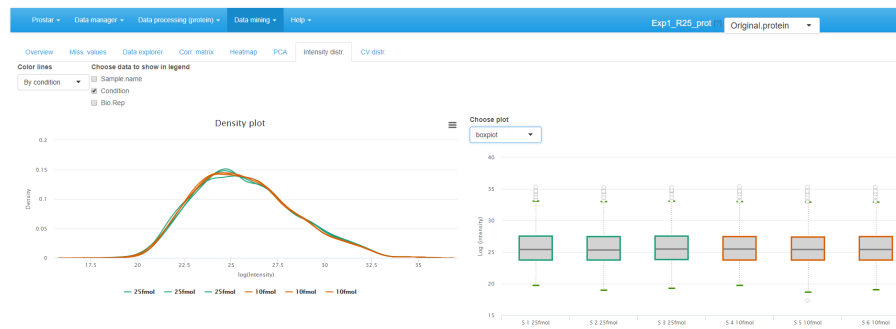 Prostar Data manager Data processing (protein) Data mining Help Exp1_R25_prot Original.protein
Overview Miss. values Data explorer Corr. matrix Heatmap PCA Intensity distr. CV distr.
Color lines Choose data to show in legend
By condition
Sample.name
Condition
Bio.Rep
Density plot
0.2
0.15
0.1
0.05
0
Density
17.5 20 22.5 25 27.5 30 32.5 35
log(Intensity)
25fmol 25fmol 25fmol 10fmol 10fmol 10fmol
Choose plot
boxplot
40
35
30
25
20
15
Log (intensity)
S 1 25fmol S 2 25fmol S 3 25fmol S 4 10fmol S 5 10fmol S 6 10fmol